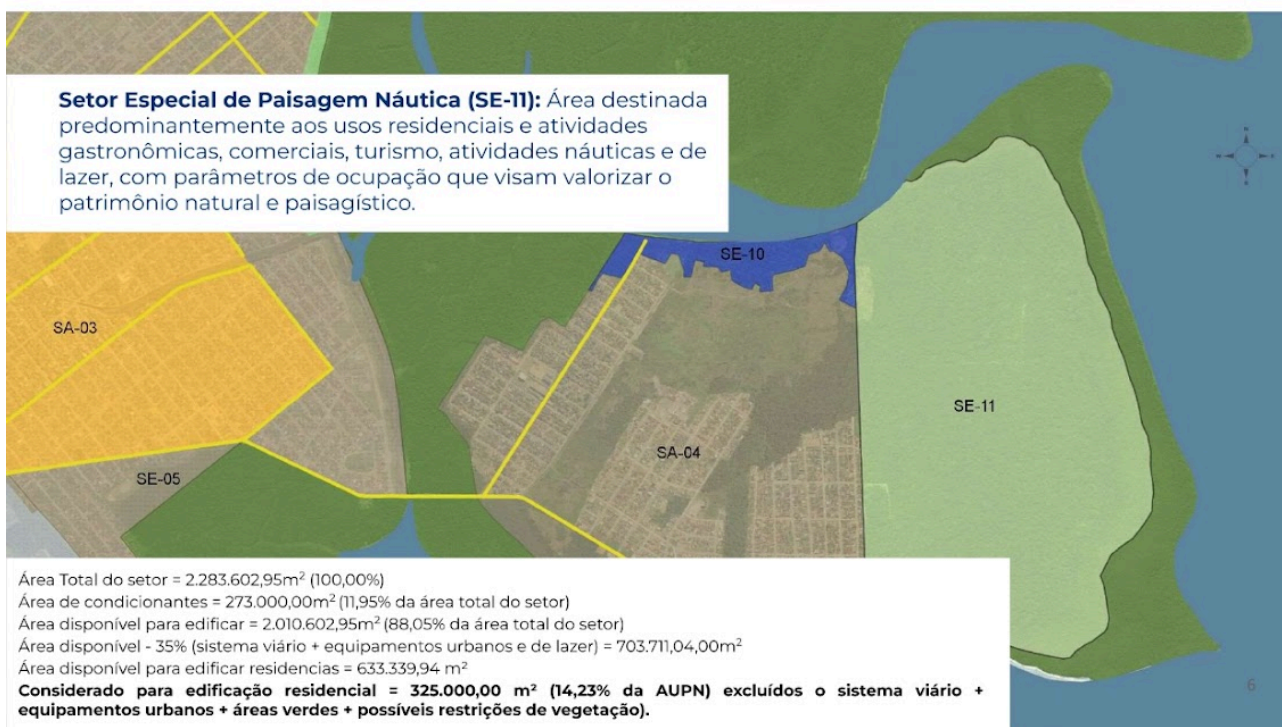 Setor Especial de Paisagem Náutica (SE-11): Área destinada
predominantemente aos usos residenciais e atividades
gastronômicas, comerciais, turismo, atividades náuticas e de
lazer, com parâmetros de ocupação que visam valorizar o
patrimônio natural e paisagístico.
SE-10
SA-03
SE-11
SA-04
SE-05
Área Total do setor = 2.283.602,95m² (100,00%)
Área de condicionantes = 273.000,00m² (11,95% da área total do setor)
Área disponível para edificar = 2.010.602,95m² (88,05% da área total do setor)
Área disponível - 35% (sistema viário + equipamentos urbanos e de lazer) = 703.711,04,00m²
Área disponível para edificar residencias = 633.339,94 m²
Considerado para edificação residencial = 325.000,00 m² (14,23% da AUPN) excluídos o sistema viário +
equipamentos urbanos + áreas verdes + possíveis restrições de vegetação).
6